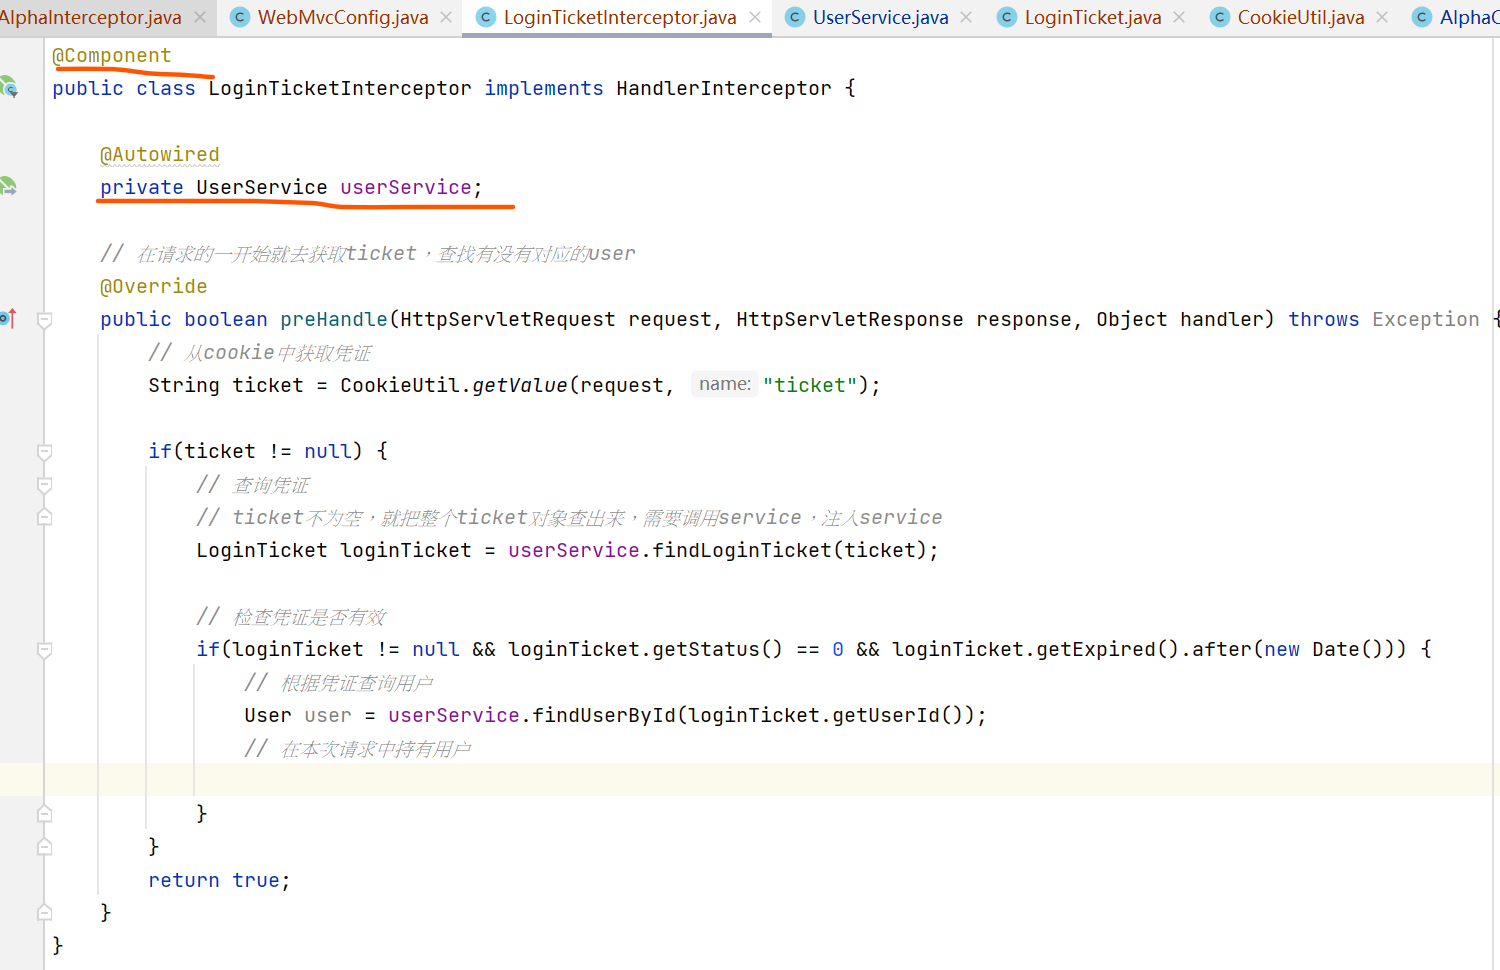 AlphaInterceptor.java WebMvcConfig.java LoginTicketInterceptor.java UserService.java LoginTicket.java CookieUtil.java AlphaC
@Component
public class LoginTicketInterceptor implements HandlerInterceptor {
@Autowired
private UserService userService;
// 在请求的一开始就去获取ticket，查找有没有对应的user
@Override
public boolean preHandle(HttpServletRequest request, HttpServletResponse response, Object handler) throws Exception {
// 从cookie中获取凭证
String ticket = CookieUtil.getValue(request, name: "ticket");
if(ticket != null) {
// 查询凭证
// ticket不为空，就把整个ticket对象查出来，需要调用service，注入service
LoginTicket loginTicket = userService.findLoginTicket(ticket);
// 检查凭证是否有效
if(loginTicket != null && loginTicket.getStatus() == 0 && loginTicket.getExpired().after(new Date())) {
// 根据凭证查询用户
User user = userService.findUserById(loginTicket.getUserId());
// 在本次请求中持有用户
}
}
return true;
}
}